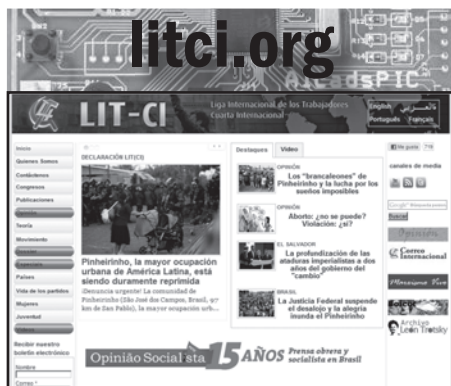 litci.org
ArcadsPIC
LIT-CI
Liga Internacional de los Trabajadores
Cuarta Internacional
English العربية
Português Français
Inicio
Quienes Somos
Contáctenos
Congresos
Publicaciones
Teoría
Movimiento
Países
Vida de los partidos
Mujeres
Juventud
Recibir nuestro
boletín electrónico
Nombre
Correo *
DECLARACIÓN LIT(CI)
Pinheirinho, la mayor ocupación
urbana de América Latina, está
siendo duramente reprimida
¡Denuncia urgente! La comunidad de
Pinheirinho (São José dos Campos, Brasil, 97
km de San Pablo), la mayor ocupación urb...
Destaques Video
OPINIÓN
Los "brancaleones" de
Pinheirinho y la lucha por los
sueños imposibles
OPINIÓN
Aborto: ¿no se puede?
Violación: ¿sí?
EL SALVADOR
La profundización de las
ataduras imperialistas a dos
años del gobierno del
"cambio"
BRASIL
La Justicia Federal suspende
el desalojo y la alegría
inunda el Pinheirinho
Me gusta 718
canales de media
Buscar
Correo
Internacional
Archivo
León Trotsky
Opinião Socialista 15 AÑOS Prensa obrera y
socialista en Brasil